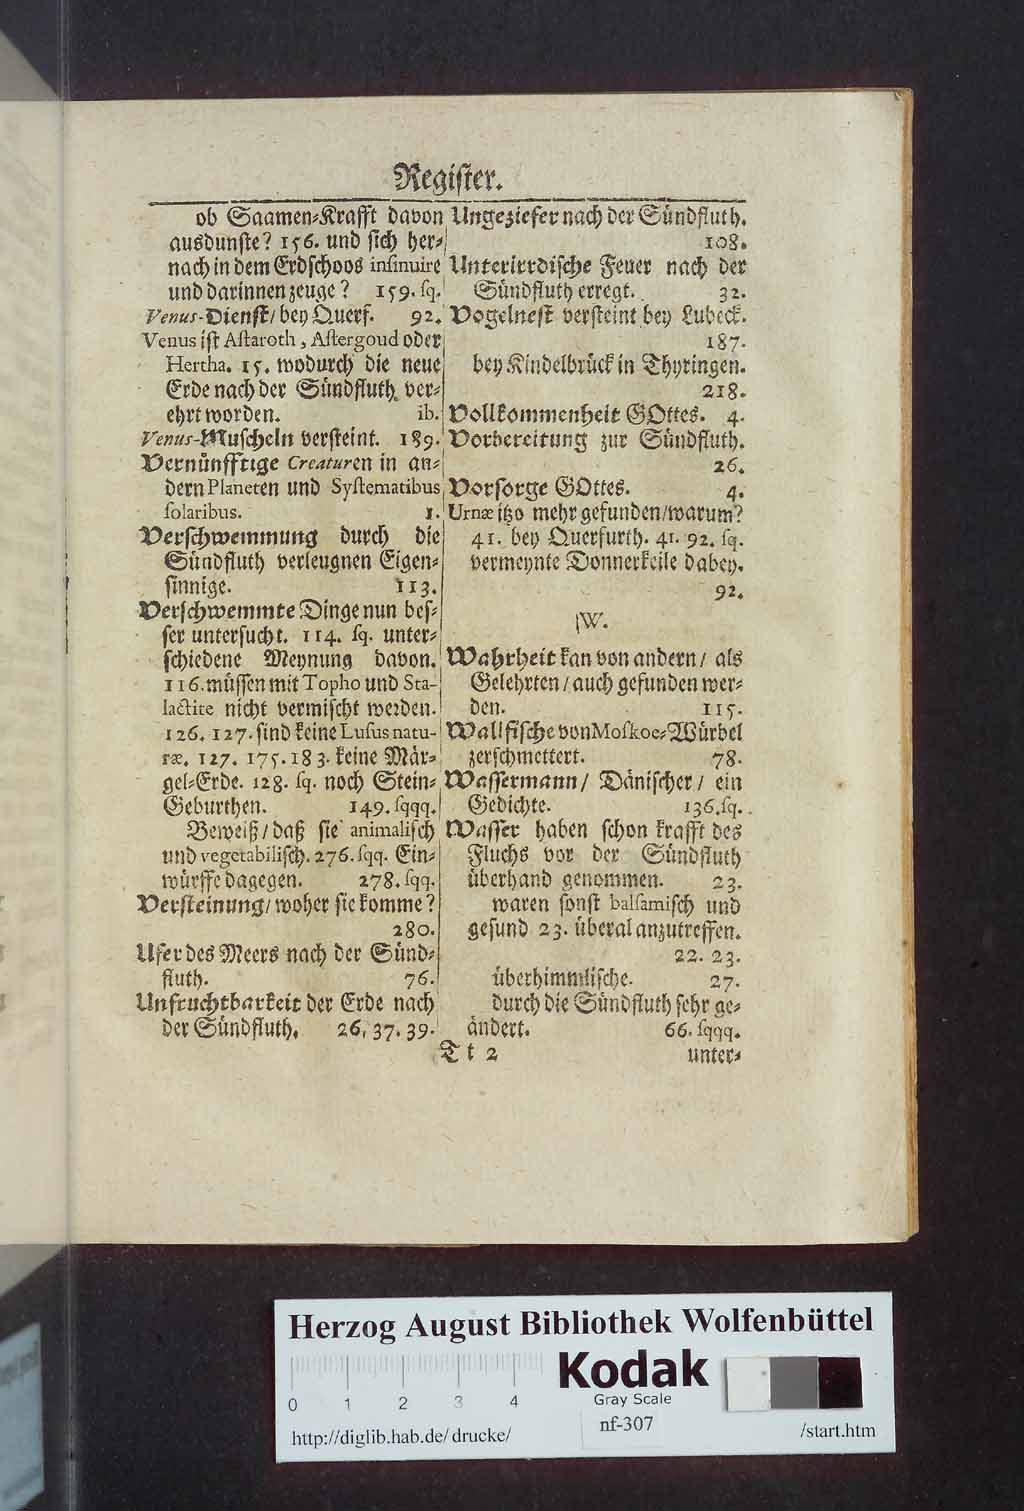 Register.
ob Saamen-Krafft davon
ausdunste? 156. und sich her-
nach in dem Erdschoos insinuire
und darinnen zeuge? 159. sq.
Venus-Dienst/ bey Querf. 92.
Venus ist Astaroth, Astergoud oder
Hertha. 15. wodurch die neue
Erde nach der Sündfluth ver-
ehrt worden. ib.
Venus-Muscheln versteint. 189.
Vernünfftige Creaturen in an-
dern Planeten und Systematibus
solaribus. 1.
Verschwemmung durch die
Sündfluth verleugnen Eigen-
sinnige. 113.
Verschwemmte Dinge nun bes-
ser untersucht. 114. sq. unter-
schiedene Meynung davon.
116. müssen mit Topho und Sta-
lactite nicht vermischt werden.
126. 127. sind keine Lusus natu-
ræ. 127. 175. 183. keine Mär-
gel-Erde. 128. sq. noch Stein-
Geburthen. 149. sqqq.
Beweiß/ daß sie animalisch
und vegetabilisch. 276. sqq. Ein-
würffe dagegen. 278. sqq.
Versteinung/ woher sie komme?
280.
Ufer des Meers nach der Sünd-
fluth. 76.
Unfruchtbarkeit der Erde nach
der Sündfluth. 26. 37. 39.
Ungeziefer nach der Sündfluth.
108.
Unterirrdische Feuer nach der
Sündfluth erregt. 32.
Vogelnest versteint bey Lubeck.
187.
bey Kindelbrück in Thyringen.
218.
Vollkommenheit GOttes. 4.
Vorbereitung zur Sündfluth.
26.
Vorsorge GOttes. 4.
Urnæ itzo mehr gefunden/ warum?
41. bey Querfurth. 41. 92. sq.
vermeynte Donnerkeile dabey.
92.
W.
Wahrheit kan von andern/ als
Gelehrten/ auch gefunden wer-
den. 115.
Wallfische von Moskoe-Würbel
zerschmettert. 78.
Wassermann/ Dänischer/ ein
Gedichte. 136. sq.
Wasser haben schon krafft des
Fluchs vor der Sündfluth
überhand genommen. 23.
waren sonst balsamisch und
gesund 23. überal anzutreffen.
22. 23.
überhimmlische. 27.
durch die Sündfluth sehr ge-
ändert. 66. sqqq.
Tt 2 unter-
Herzog August Bibliothek Wolfenbüttel
Kodak
Gray Scale
0 1 2 3 4
nf-307
http://diglib.hab.de/drucke/ /start.htm